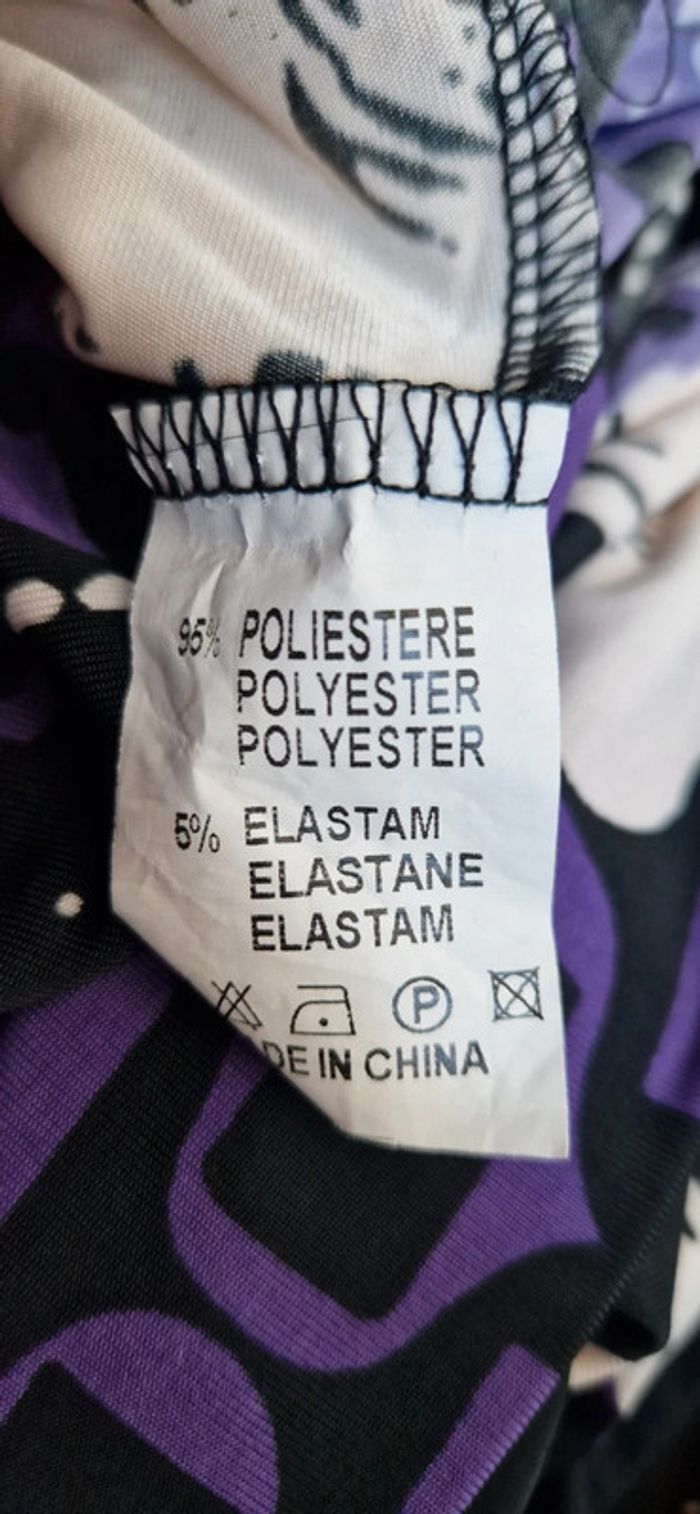 95% POLIESTERE
POLYESTER
POLYESTER
5% ELASTAM
ELASTANE
ELASTAM
P
DE IN CHINA